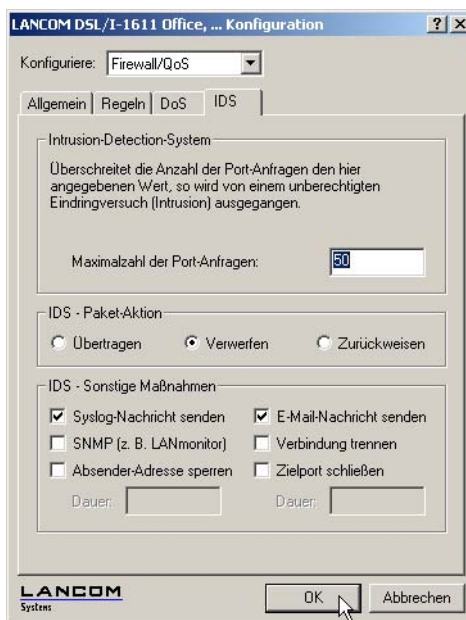 LANCOM DSL/I-1611 Office, ... Konfiguration
Konfiguriere: Firewall/QoS
Allgemein Regeln DoS IDS
Intrusion-Detection-System
Überschreitet die Anzahl der Port-Anfragen den hier
angegebenen Wert, so wird von einem unberechtigten
Eindringversuch (Intrusion) ausgegangen.
Maximalzahl der Port-Anfragen: 50
IDS - Paket-Aktion
Übertragen Verwerfen Zurückweisen
IDS - Sonstige Maßnahmen
Syslog-Nachricht senden E-Mail-Nachricht senden
SNMP (z. B. LANmonitor) Verbindung trennen
Absender-Adresse sperren Zielport schließen
Dauer: Dauer:
LANCOM
Systems
OK Abbrechen